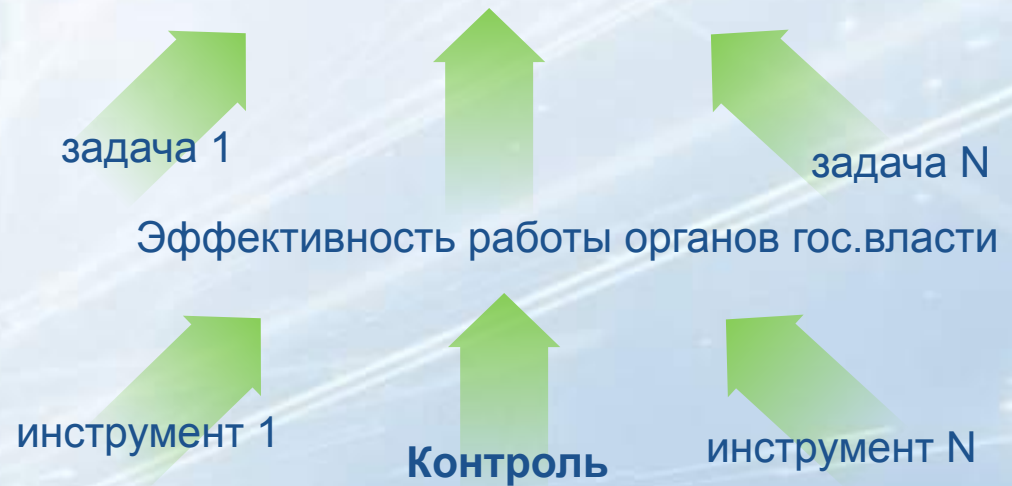 задача 1
задача N
Эффективность работы органов гос.власти
инструмент 1
Контроль
инструмент N